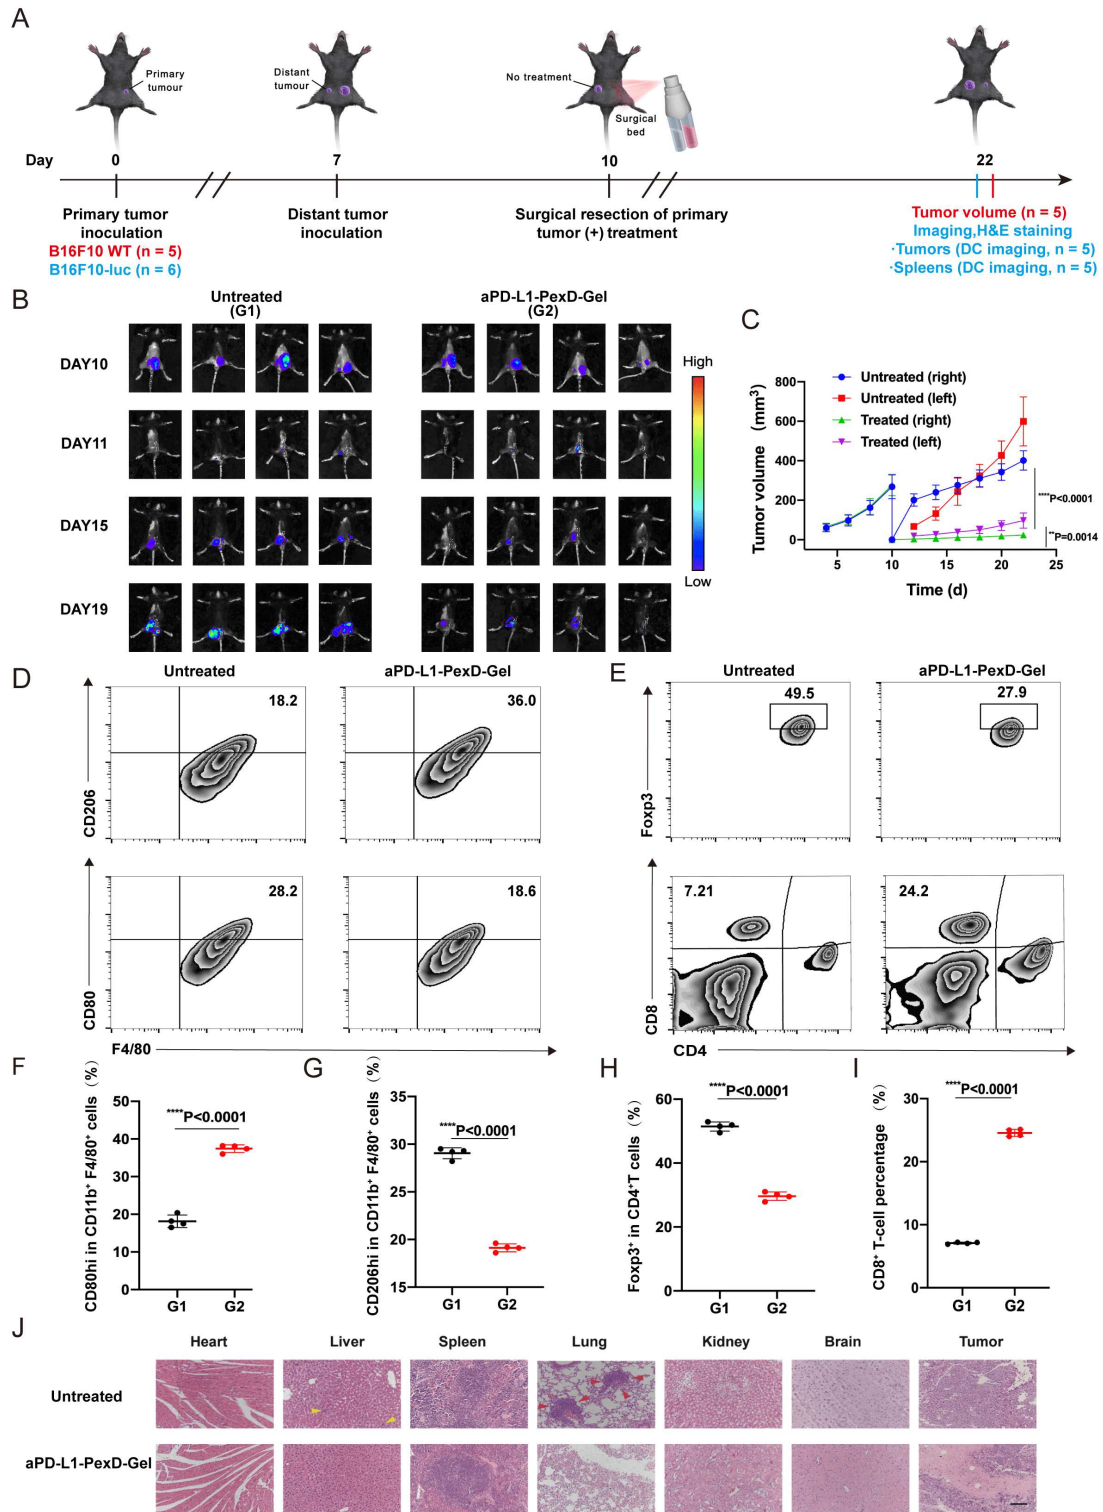 A
Primary
tumour
Distant
tumour
No treatment
Surgical
bed
Day
0
7
10
22
Primary tumor
inoculation
B16F10 WT (n = 5)
B16F10-luc (n = 6)
Distant tumor
inoculation
Surgical resection of primary
tumor (+) treatment
Tumor volume (n = 5)
Imaging,H&E staining
·Tumors (DC imaging, n = 5)
·Spleens (DC imaging, n = 5)
B
Untreated
(G1)
aPD-L1-PexD-Gel
(G2)
DAY10
DAY11
DAY15
DAY19
High
Low
C
Untreated (right)
Untreated (left)
Treated (right)
Treated (left)
Tumor volume (mm³)
800
600
400
200
0
5
10
15
20
25
Time (d)
****P<0.0001
**P=0.0014
D
Untreated
aPD-L1-PexD-Gel
18.2
36.0
CD206
28.2
18.6
CD80
F4/80
E
Untreated
aPD-L1-PexD-Gel
49.5
27.9
Foxp3
7.21
24.2
CD8
CD4
F
CD80hi in CD11b⁺ F4/80⁺ cells (%)
50
40
30
20
10
0
****P<0.0001
G1
G2
G
CD206hi in CD11b⁺ F4/80⁺ cells (%)
35
30
25
20
15
****P<0.0001
G1
G2
H
Foxp3⁺ in CD4⁺T cells (%)
60
40
20
0
****P<0.0001
G1
G2
I
CD8⁺ T-cell percentage (%)
30
20
10
0
****P<0.0001
G1
G2
J
Heart
Liver
Spleen
Lung
Kidney
Brain
Tumor
Untreated
aPD-L1-PexD-Gel